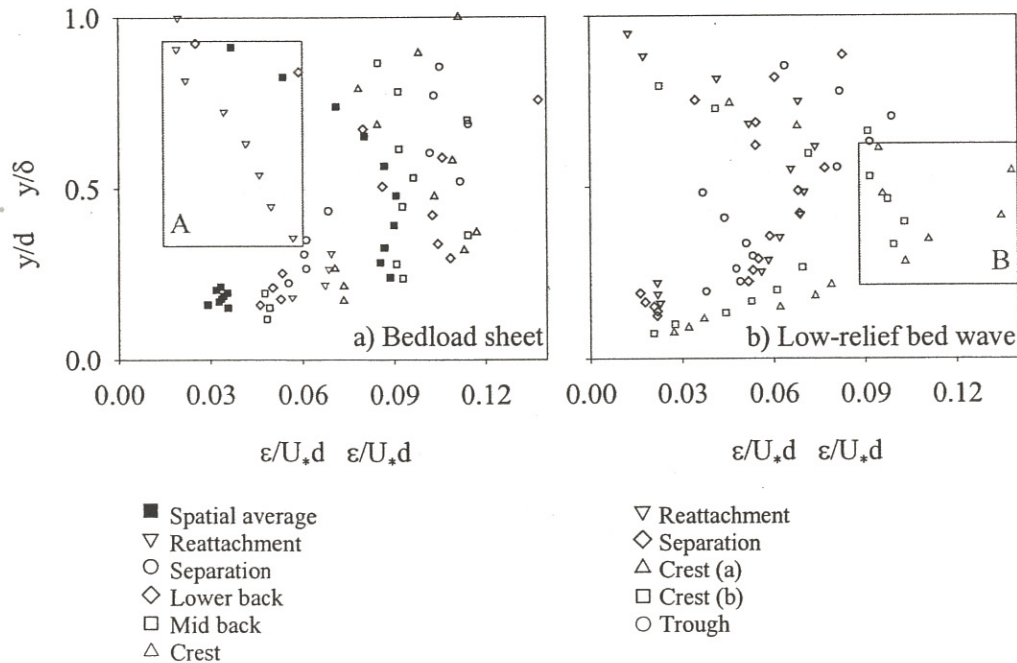 y/d y/δ
1.0
0.5
0.0
A
a) Bedload sheet
B
b) Low-relief bed wave
0.00 0.03 0.06 0.09 0.12
0.00 0.03 0.06 0.09 0.12
ε/U*d ε/U*d
ε/U*d ε/U*d
Spatial average
Reattachment
Separation
Lower back
Mid back
Crest
Reattachment
Separation
Crest (a)
Crest (b)
Trough